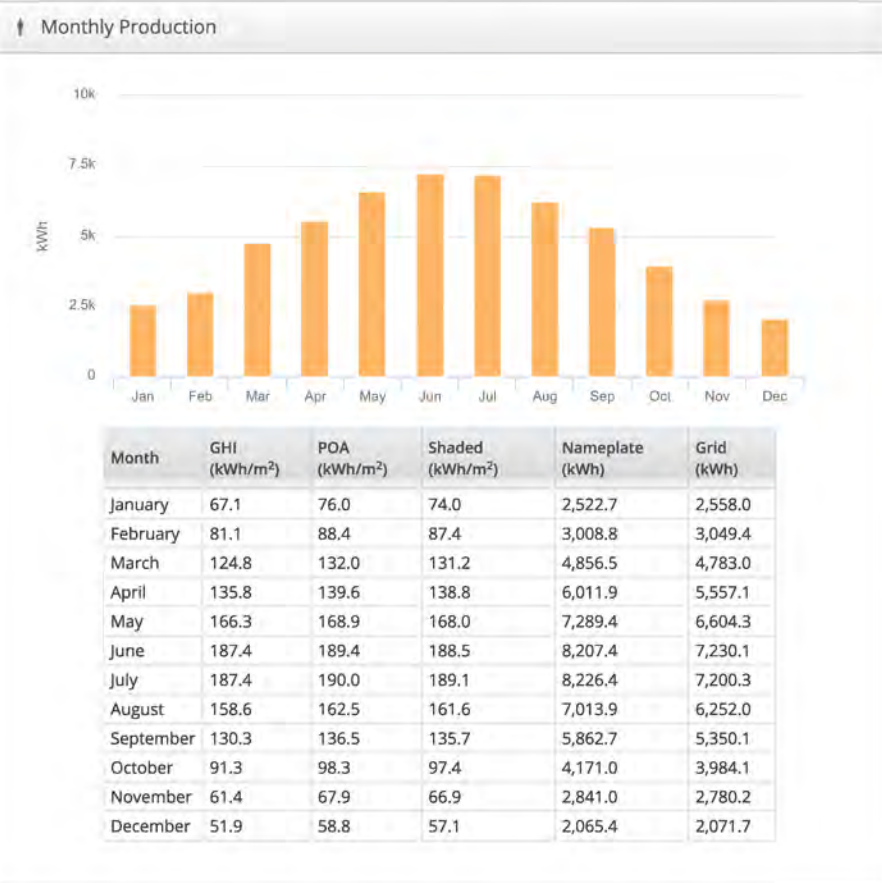 Monthly Production
10k
7.5k
5k
2.5k
0
kWh
Jan Feb Mar Apr May Jun Jul Aug Sep Oct Nov Dec
Month GHI (kWh/m²) POA (kWh/m²) Shaded (kWh/m²) Nameplate (kWh) Grid (kWh)
January 67.1 76.0 74.0 2,522.7 2,558.0
February 81.1 88.4 87.4 3,008.8 3,049.4
March 124.8 132.0 131.2 4,856.5 4,783.0
April 135.8 139.6 138.8 6,011.9 5,557.1
May 166.3 168.9 168.0 7,289.4 6,604.3
June 187.4 189.4 188.5 8,207.4 7,230.1
July 187.4 190.0 189.1 8,226.4 7,200.3
August 158.6 162.5 161.6 7,013.9 6,252.0
September 130.3 136.5 135.7 5,862.7 5,350.1
October 91.3 98.3 97.4 4,171.0 3,984.1
November 61.4 67.9 66.9 2,841.0 2,780.2
December 51.9 58.8 57.1 2,065.4 2,071.7